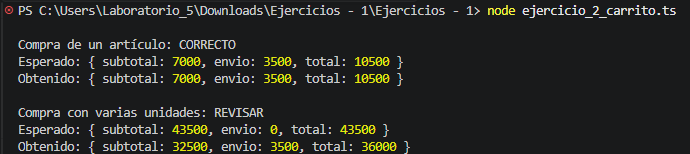 PS C:\Users\Laboratorio_5\Downloads\Ejercicios - 1\Ejercicios - 1> node ejercicio_2_carrito.ts
Compra de un artículo: CORRECTO
Esperado: { subtotal: 7000, envio: 3500, total: 10500 }
Obtenido: { subtotal: 7000, envio: 3500, total: 10500 }
Compra con varias unidades: REVISAR
Esperado: { subtotal: 43500, envio: 0, total: 43500 }
Obtenido: { subtotal: 32500, envio: 3500, total: 36000 }